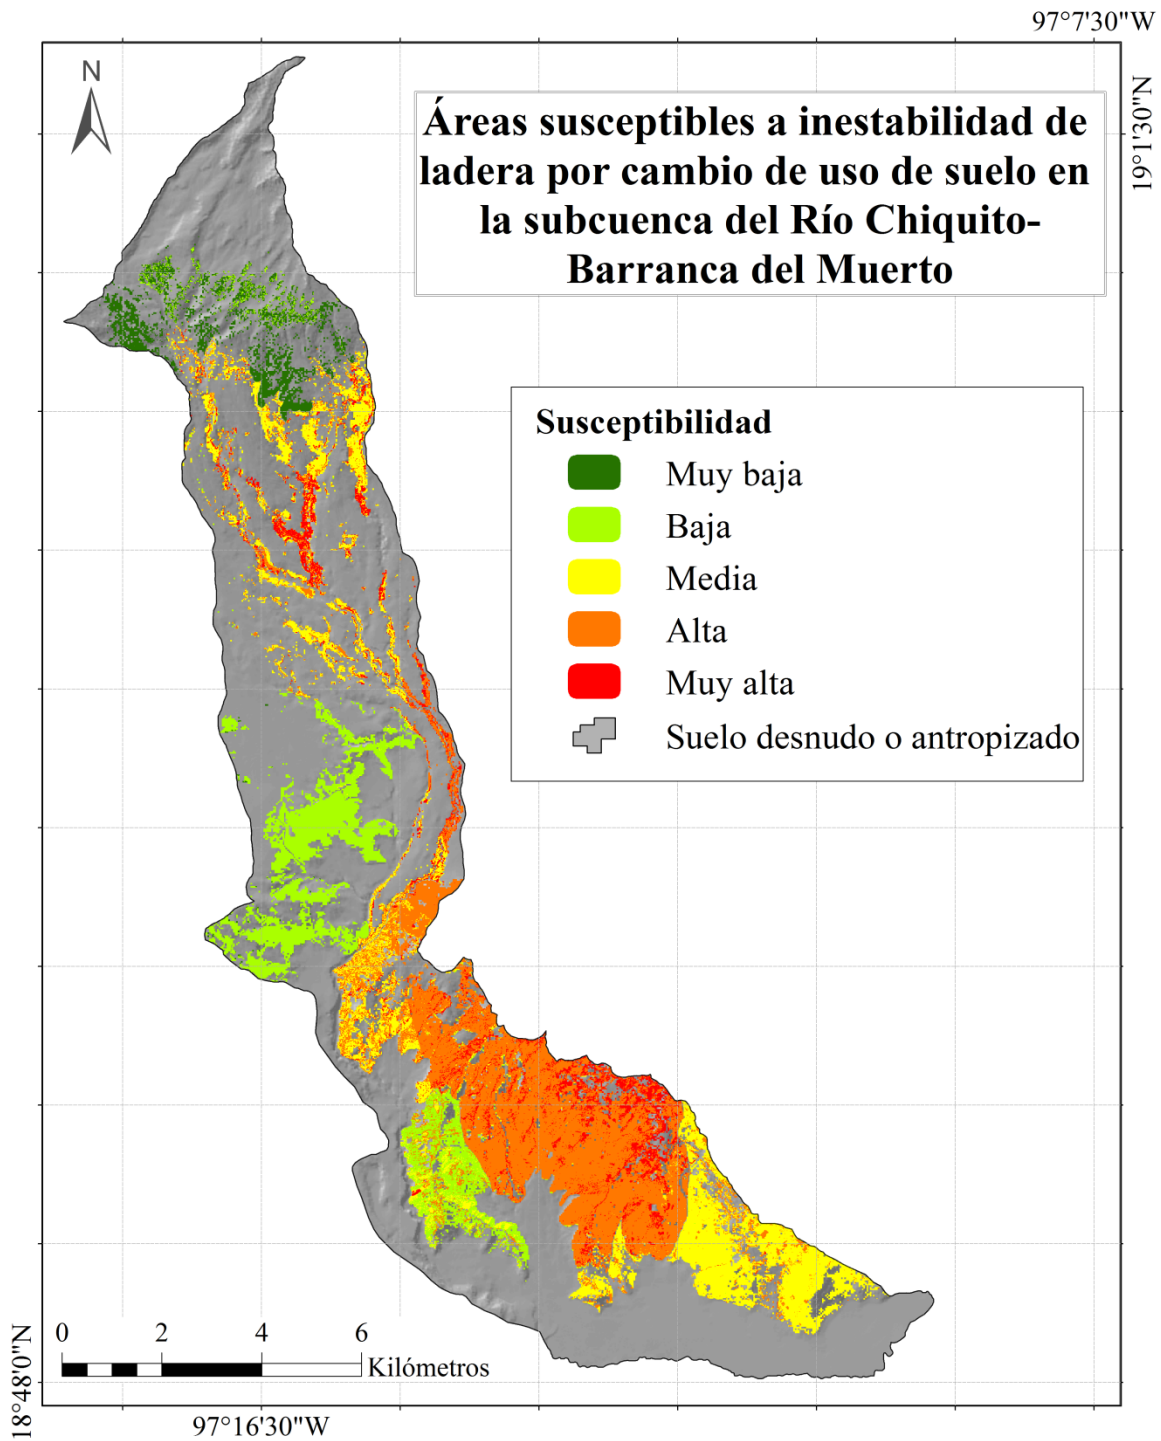 97°7'30"W
N
19°1'30"N
Áreas susceptibles a inestabilidad de
ladera por cambio de uso de suelo en
la subcuenca del Río Chiquito-
Barranca del Muerto
Susceptibilidad
Muy baja
Baja
Media
Alta
Muy alta
Suelo desnudo o antropizado
0 2 4 6
Kilómetros
18°48'0"N
97°16'30"W